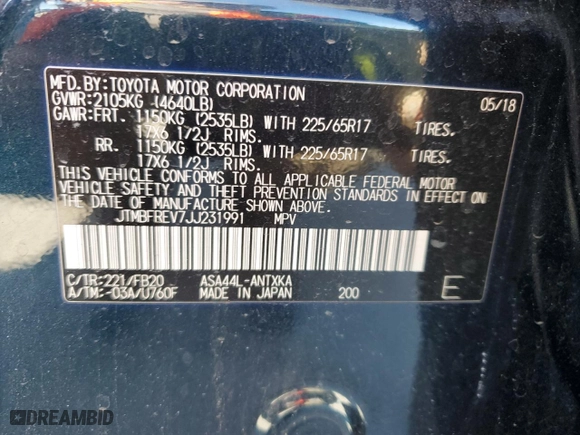 MFD.BY:TOYOTA MOTOR CORPORATION 05/18
GVWR:2105KG (4640LB)
GAWR:FRT. 1150KG (2535LB) WITH 225/65R17 TIRES.
17X6 1/2J RIMS.
RR. 1150KG (2535LB) WITH 225/65R17 TIRES.
17X6 1/2J RIMS.
THIS VEHICLE CONFORMS TO ALL APPLICABLE FEDERAL MOTOR
VEHICLE SAFETY AND THEFT PREVENTION STANDARDS IN EFFECT ON
THE DATE OF MANUFACTURE SHOWN ABOVE.
JTMBFREV7JJ231991 MPV
C/TR:221/FB20 ASA44L-ANTXKA
A/TM:-03A/U760F MADE IN JAPAN 200 E
DREAMBID